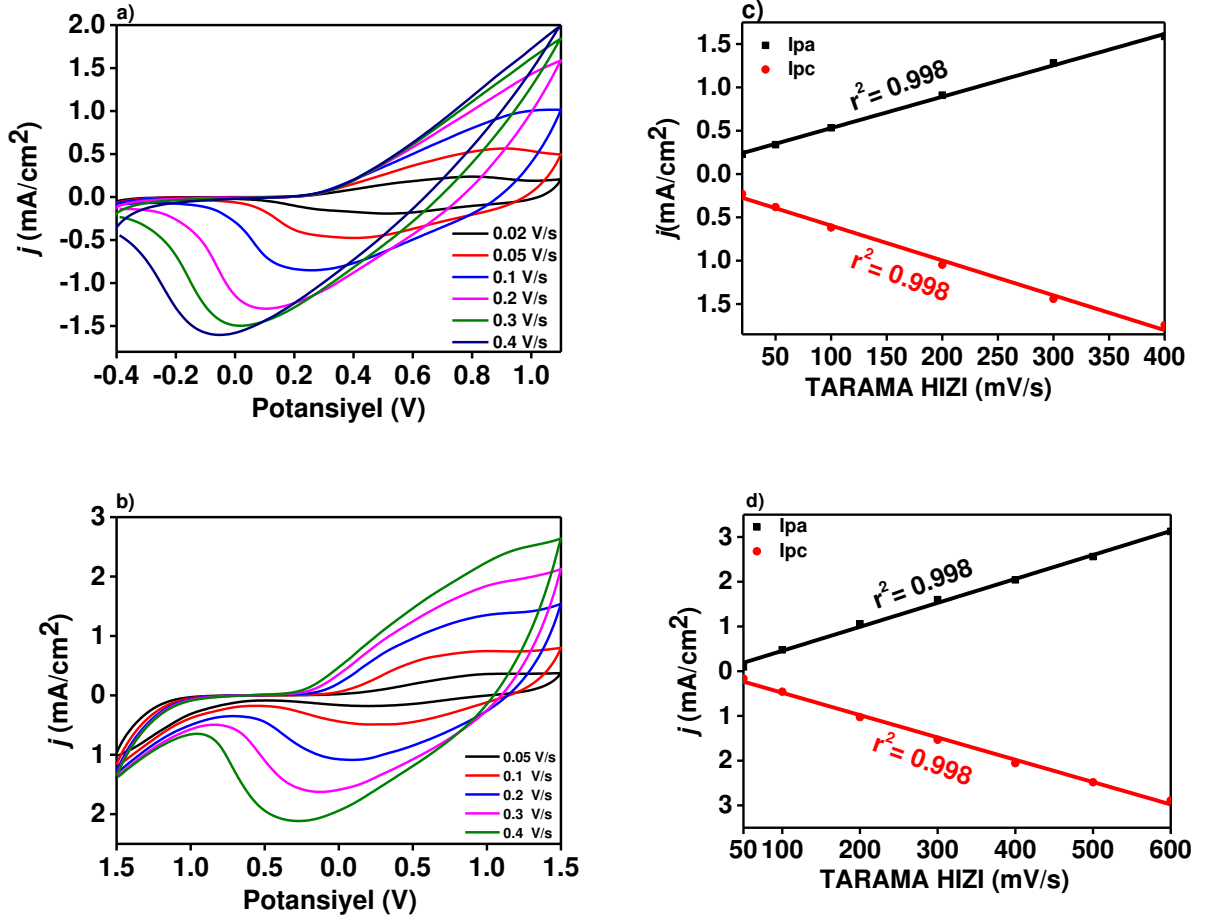 a)
j (mA/cm²)
2.0
1.5
1.0
0.5
0.0
-0.5
-1.0
-1.5
0.02 V/s
0.05 V/s
0.1 V/s
0.2 V/s
0.3 V/s
0.4 V/s
-0.4 -0.2 0.0 0.2 0.4 0.6 0.8 1.0
Potansiyel (V)
c)
j(mA/cm²)
1.5
1.0
0.5
0.0
0.5
1.0
1.5
Ipa
Ipc
r²= 0.998
r²= 0.998
50 100 150 200 250 300 350 400
TARAMA HIZI (mV/s)
b)
j (mA/cm²)
3
2
1
0
1
2
0.05 V/s
0.1 V/s
0.2 V/s
0.3 V/s
0.4 V/s
1.5 1.0 0.5 0.0 0.5 1.0 1.5
Potansiyel (V)
d)
j (mA/cm²)
3
2
1
0
1
2
3
Ipa
Ipc
r²= 0.998
r²= 0.998
50 100 200 300 400 500 600
TARAMA HIZI (mV/s)